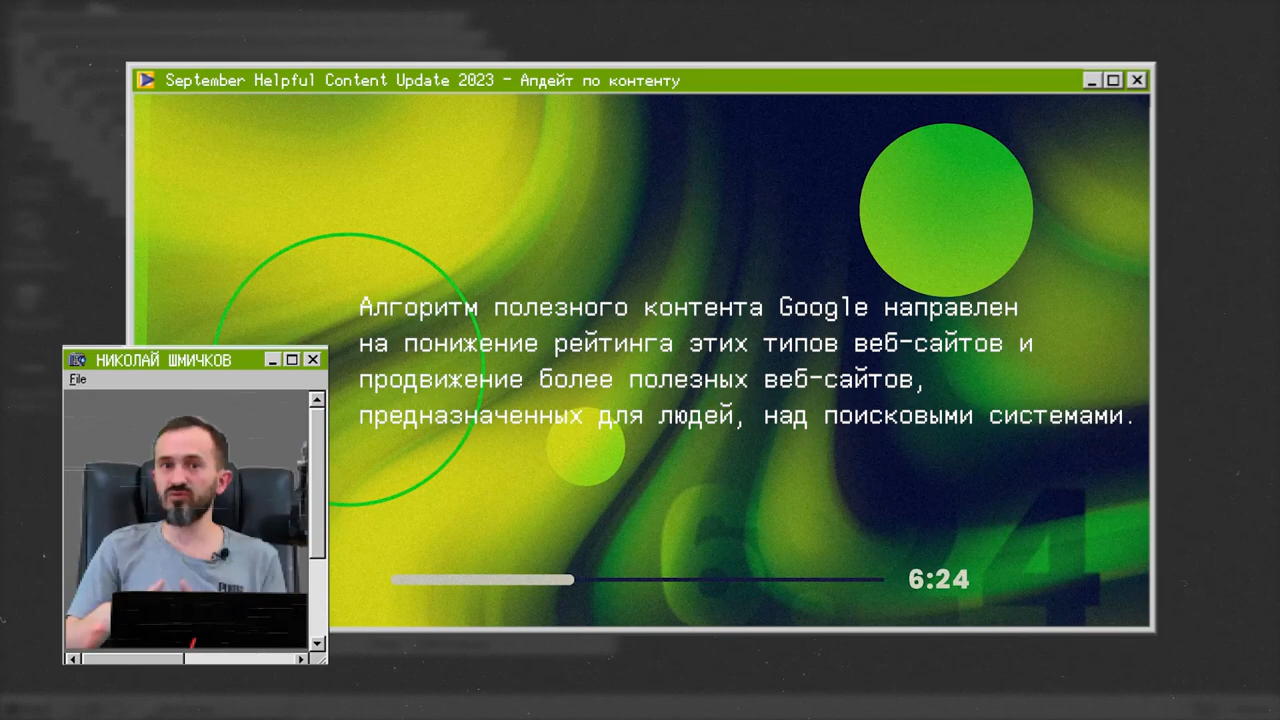 September Helpful Content Update 2023 - Апдейт по контенту
Алгоритм полезного контента Google направлен
на понижение рейтинга этих типов веб-сайтов и
продвижение более полезных веб-сайтов,
предназначенных для людей, над поисковыми системами.
НИКОЛАЙ ШМИЧКОВ
File
6:24